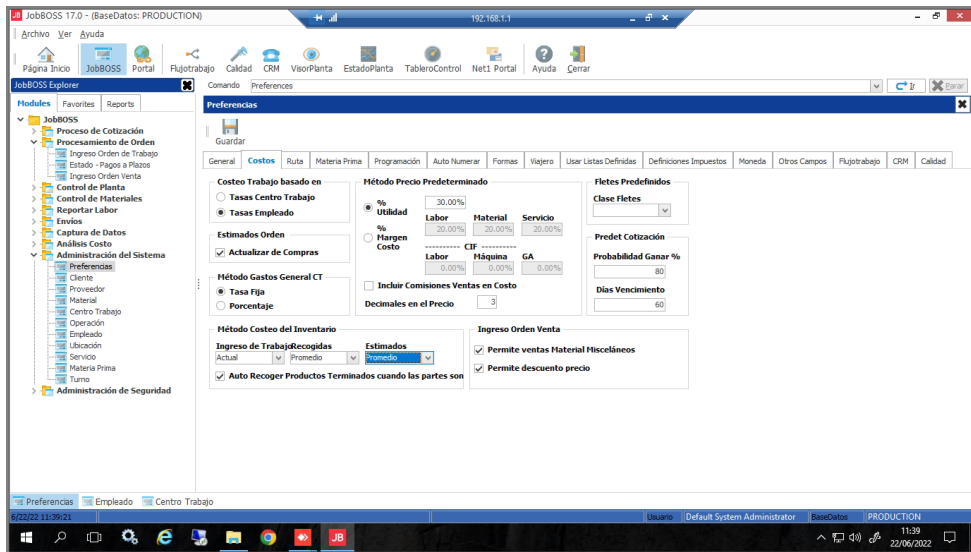 JB JobBOSS 17.0 - (BaseDatos: PRODUCTION)
192.168.1.1
Archivo Ver Ayuda
Página Inicio JobBOSS Portal Flujotrabajo Calidad CRM VisorPlanta EstadoPlanta TableroControl Net1 Portal Ayuda Cerrar
JobBOSS Explorer
Comando Preferences Ir Parar
Modules Favorites Reports
Preferencias
JobBOSS
Proceso de Cotización
Procesamiento de Orden
Ingreso Orden de Trabajo
Estado - Pagos a Plazos
Ingreso Orden Venta
Control de Planta
Control de Materiales
Reportar Labor
Envios
Captura de Datos
Análisis Costo
Administración del Sistema
Preferencias
Cliente
Proveedor
Material
Centro Trabajo
Operación
Empleado
Ubicación
Servicio
Materia Prima
Turno
Administración de Seguridad
Guardar
General Costos Ruta Materia Prima Programación Auto Numerar Formas Viajero Usar Listas Definidas Definiciones Impuestos Moneda Otros Campos Flujotrabajo CRM Calidad
Costeo Trabajo basado en
Tasas Centro Trabajo
Tasas Empleado
Estimados Orden
Actualizar de Compras
Método Gastos General CT
Tasa Fija
Porcentaje
Método Precio Predeterminado
% Utilidad 30.00%
Labor Material Servicio
% Margen Costo 20.00% 20.00% 20.00%
---------- CIF ----------
Labor Máquina GA
0.00% 0.00% 0.00%
Incluir Comisiones Ventas en Costo
Decimales en el Precio 3
Fletes Predefinidos
Clase Fletes
Predet Cotización
Probabilidad Ganar %
80
Días Vencimiento
60
Método Costeo del Inventario
Ingreso de Trabajo Recogidas Estimados
Actual Promedio Promedio
Auto Recoger Productos Terminados cuando las partes son
Ingreso Orden Venta
Permite ventas Material Misceláneos
Permite descuento precio
Preferencias Empleado Centro Trabajo
6/22/22 11:39:21 Usuario Default System Administrator BaseDatos PRODUCTION
JB
11:39
22/06/2022